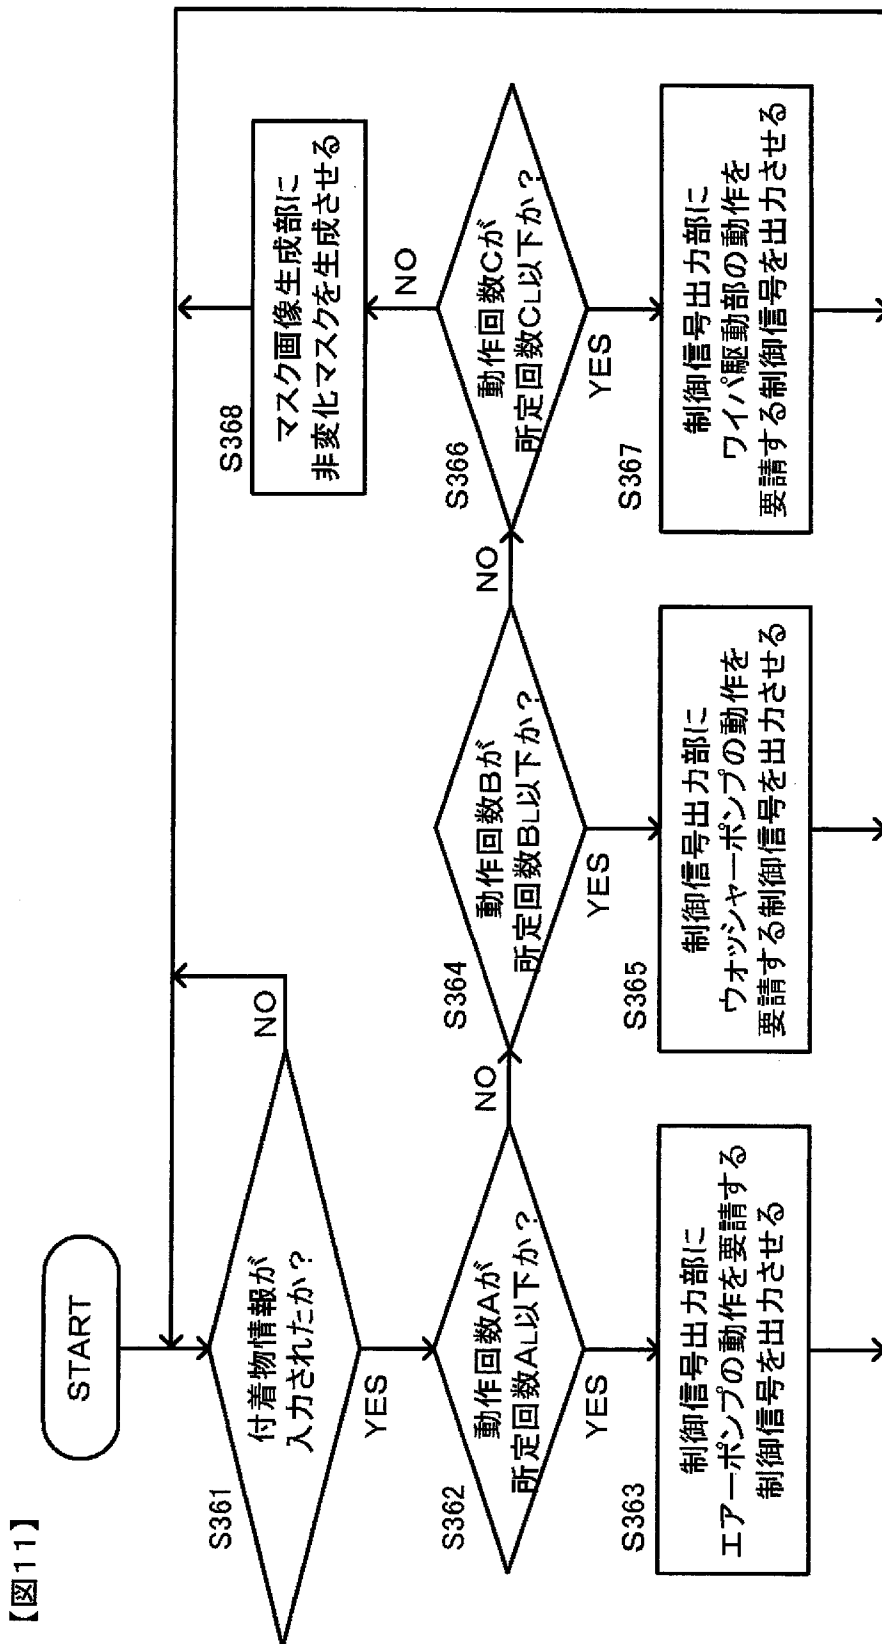 【図11】
START
S361
付着物情報が
入力されたか？
NO
YES
S362
動作回数Aが
所定回数AL以下か？
NO
YES
S363
制御信号出力部に
エアーポンプの動作を要請する
制御信号を出力させる
S364
動作回数Bが
所定回数BL以下か？
NO
YES
S365
制御信号出力部に
ウォッシャーポンプの動作を
要請する制御信号を出力させる
S366
動作回数Cが
所定回数CL以下か？
NO
YES
S367
制御信号出力部に
ワイパ駆動部の動作を
要請する制御信号を出力させる
S368
マスク画像生成部に
非変化マスクを生成させる